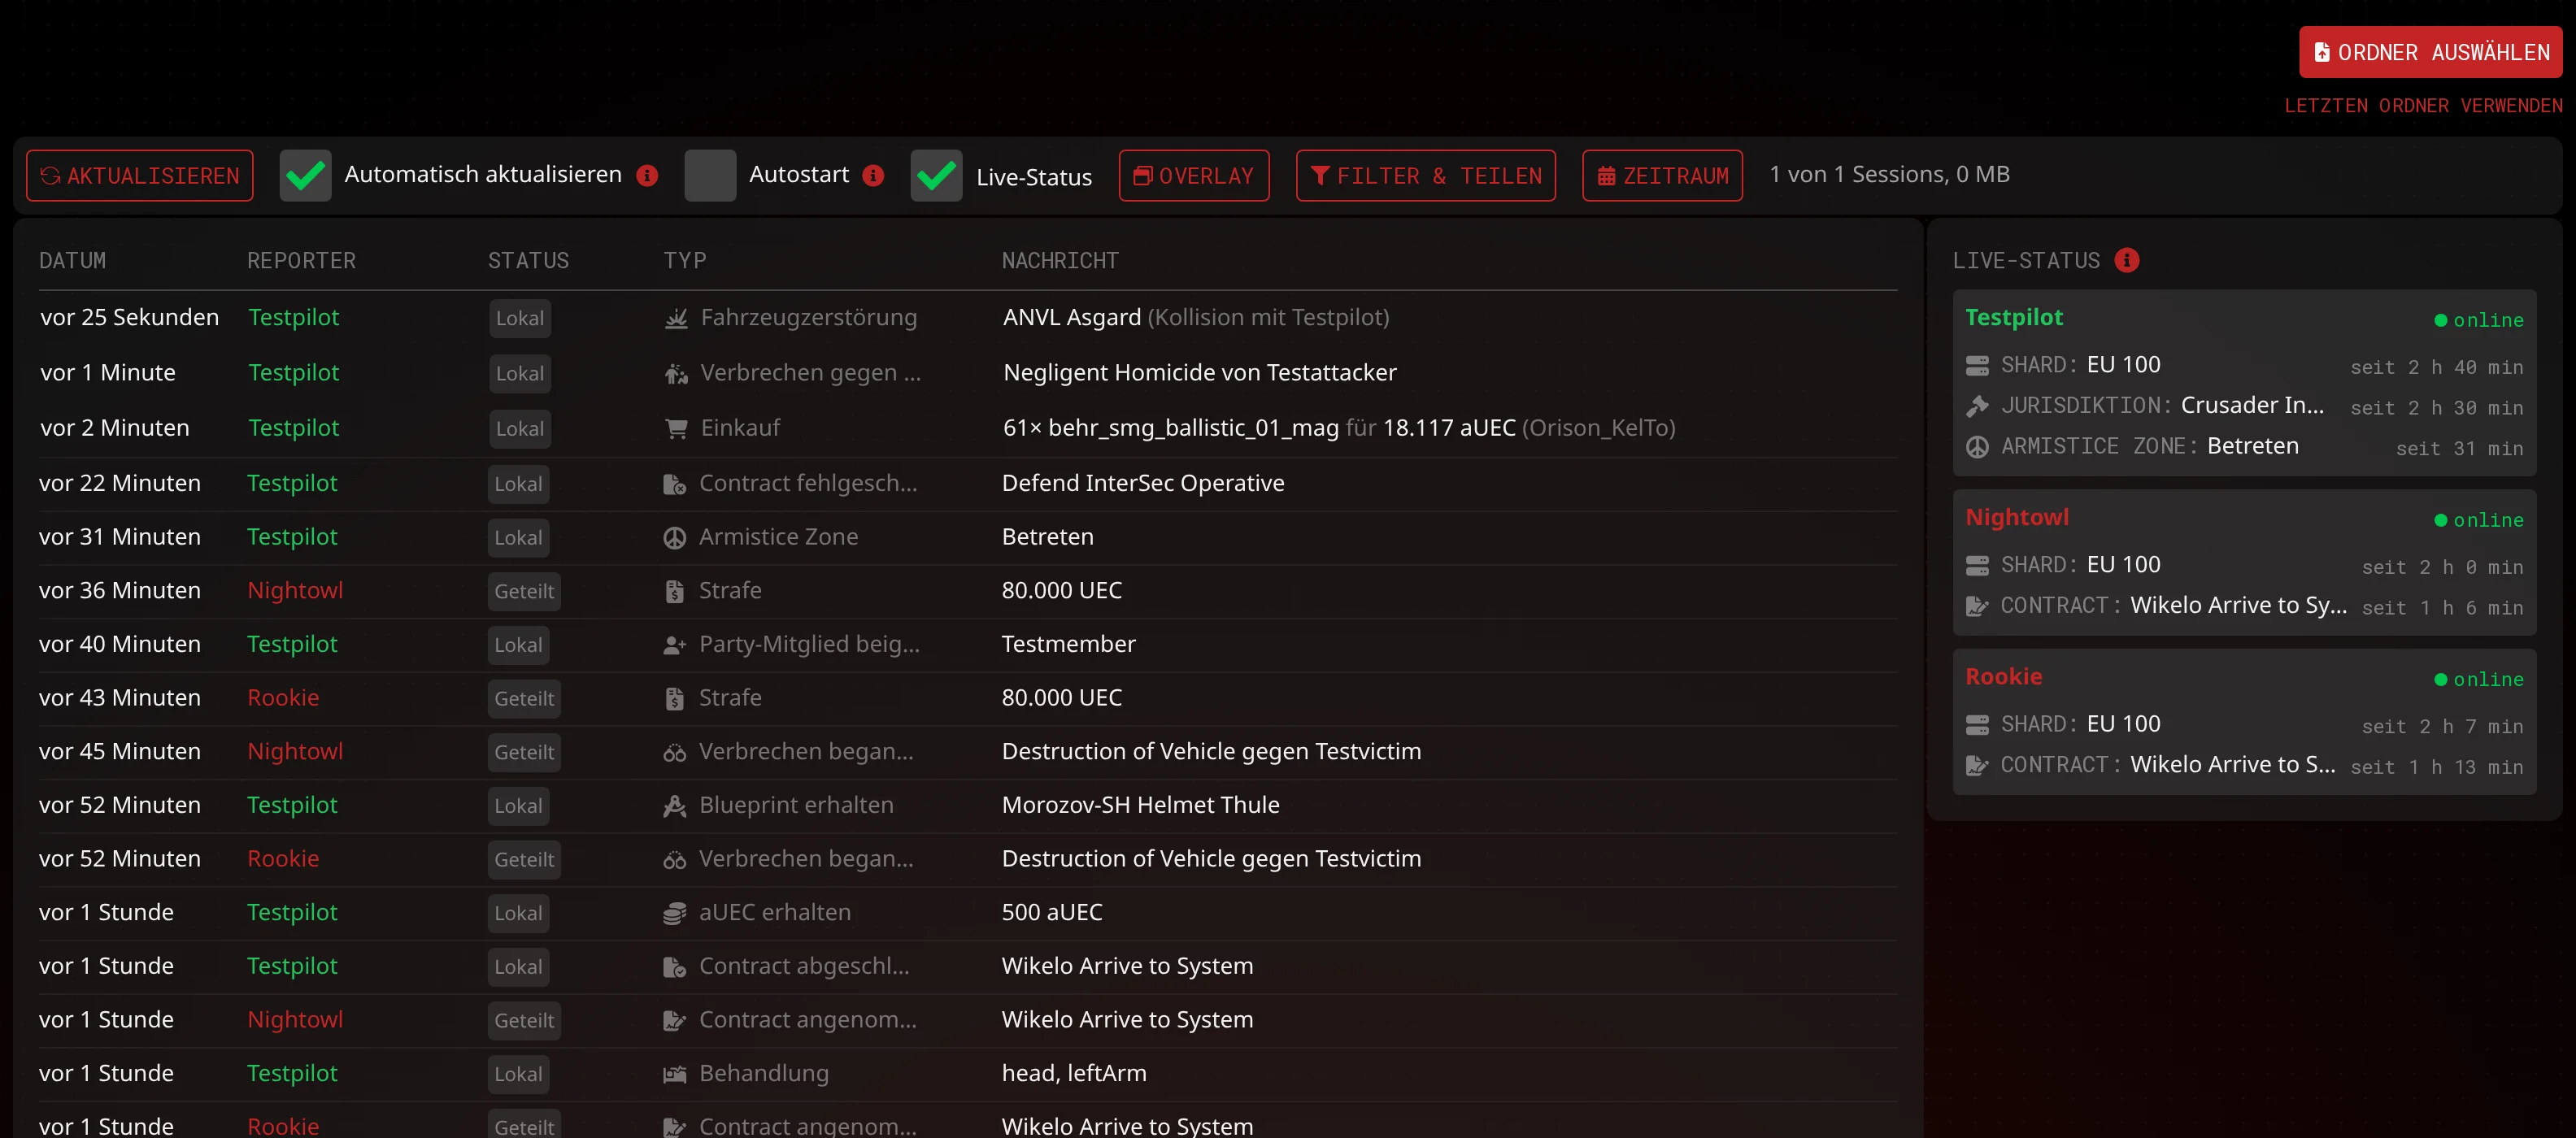 ORDNER AUSWÄHLEN
LETZTEN ORDNER VERWENDEN
AKTUALISIEREN Automatisch aktualisieren Autostart Live-Status OVERLAY FILTER & TEILEN ZEITRAUM 1 von 1 Sessions, 0 MB
DATUM REPORTER STATUS TYP NACHRICHT
vor 25 Sekunden Testpilot Lokal Fahrzeugzerstörung ANVL Asgard (Kollision mit Testpilot)
vor 1 Minute Testpilot Lokal Verbrechen gegen ... Negligent Homicide von Testattacker
vor 2 Minuten Testpilot Lokal Einkauf 61× behr_smg_ballistic_01_mag für 18.117 aUEC (Orison_KelTo)
vor 22 Minuten Testpilot Lokal Contract fehlgesch... Defend InterSec Operative
vor 31 Minuten Testpilot Lokal Armistice Zone Betreten
vor 36 Minuten Nightowl Geteilt Strafe 80.000 UEC
vor 40 Minuten Testpilot Lokal Party-Mitglied beig... Testmember
vor 43 Minuten Rookie Geteilt Strafe 80.000 UEC
vor 45 Minuten Nightowl Geteilt Verbrechen began... Destruction of Vehicle gegen Testvictim
vor 52 Minuten Testpilot Lokal Blueprint erhalten Morozov-SH Helmet Thule
vor 52 Minuten Rookie Geteilt Verbrechen began... Destruction of Vehicle gegen Testvictim
vor 1 Stunde Testpilot Lokal aUEC erhalten 500 aUEC
vor 1 Stunde Testpilot Lokal Contract abgeschl... Wikelo Arrive to System
vor 1 Stunde Nightowl Geteilt Contract angenom... Wikelo Arrive to System
vor 1 Stunde Testpilot Lokal Behandlung head, leftArm
vor 1 Stunde Rookie Geteilt Contract angenom... Wikelo Arrive to System
LIVE-STATUS
Testpilot online
SHARD: EU 100 seit 2 h 40 min
JURISDIKTION: Crusader In... seit 2 h 30 min
ARMISTICE ZONE: Betreten seit 31 min
Nightowl online
SHARD: EU 100 seit 2 h 0 min
CONTRACT: Wikelo Arrive to Sy... seit 1 h 6 min
Rookie online
SHARD: EU 100 seit 2 h 7 min
CONTRACT: Wikelo Arrive to S... seit 1 h 13 min